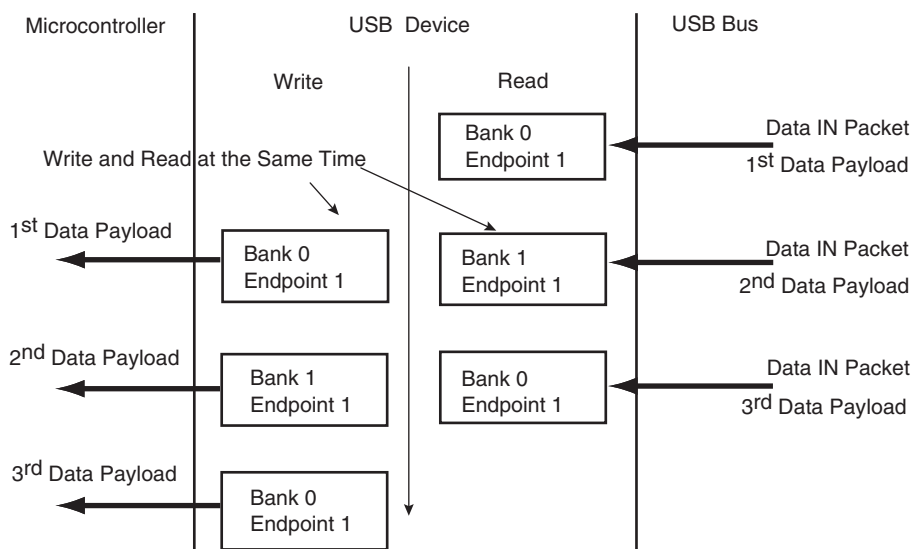 Microcontroller
USB Device
USB Bus
Write
Read
Bank 0
Endpoint 1
Data IN Packet
1st Data Payload
Write and Read at the Same Time
1st Data Payload
Bank 0
Endpoint 1
Bank 1
Endpoint 1
Data IN Packet
2nd Data Payload
2nd Data Payload
Bank 1
Endpoint 1
Bank 0
Endpoint 1
Data IN Packet
3rd Data Payload
3rd Data Payload
Bank 0
Endpoint 1